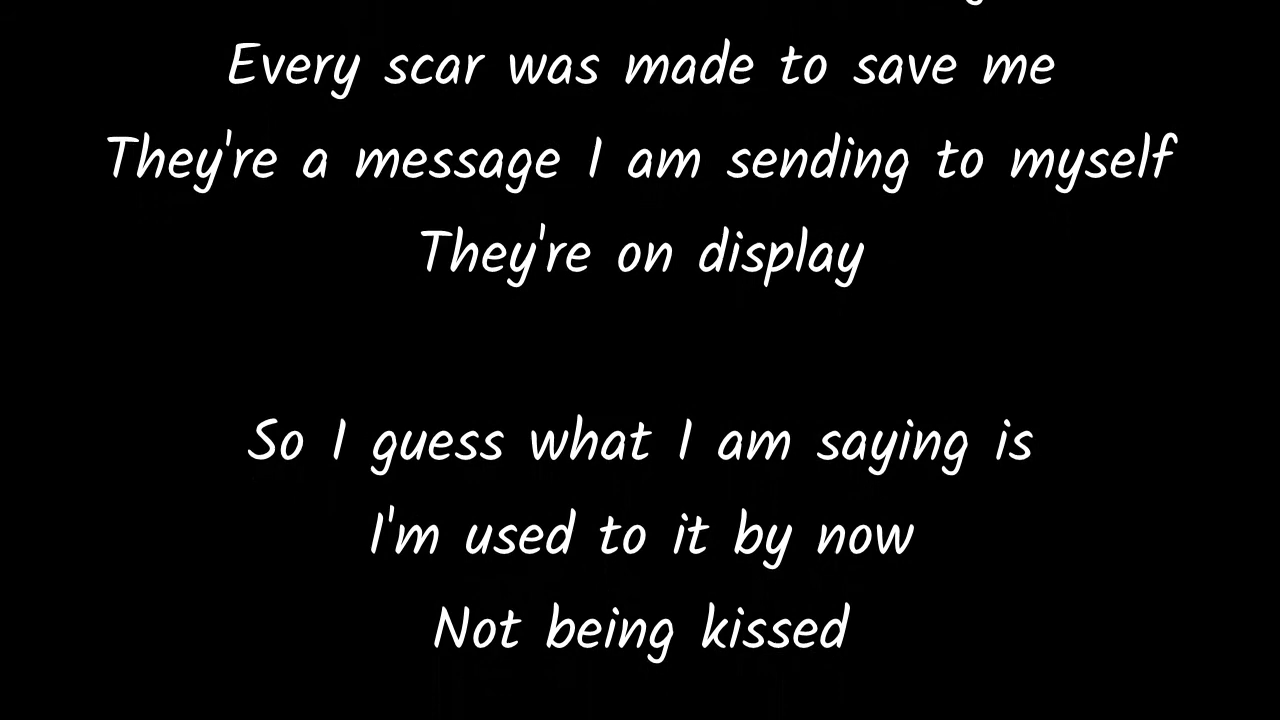 Every scar was made to save me
They're a message I am sending to myself
They're on display
So I guess what I am saying is
I'm used to it by now
Not being kissed